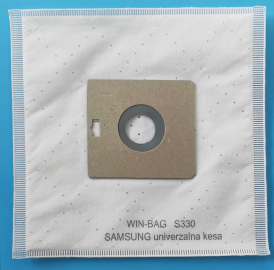 WIN-BAG S330
SAMSUNG univerzalna kesa